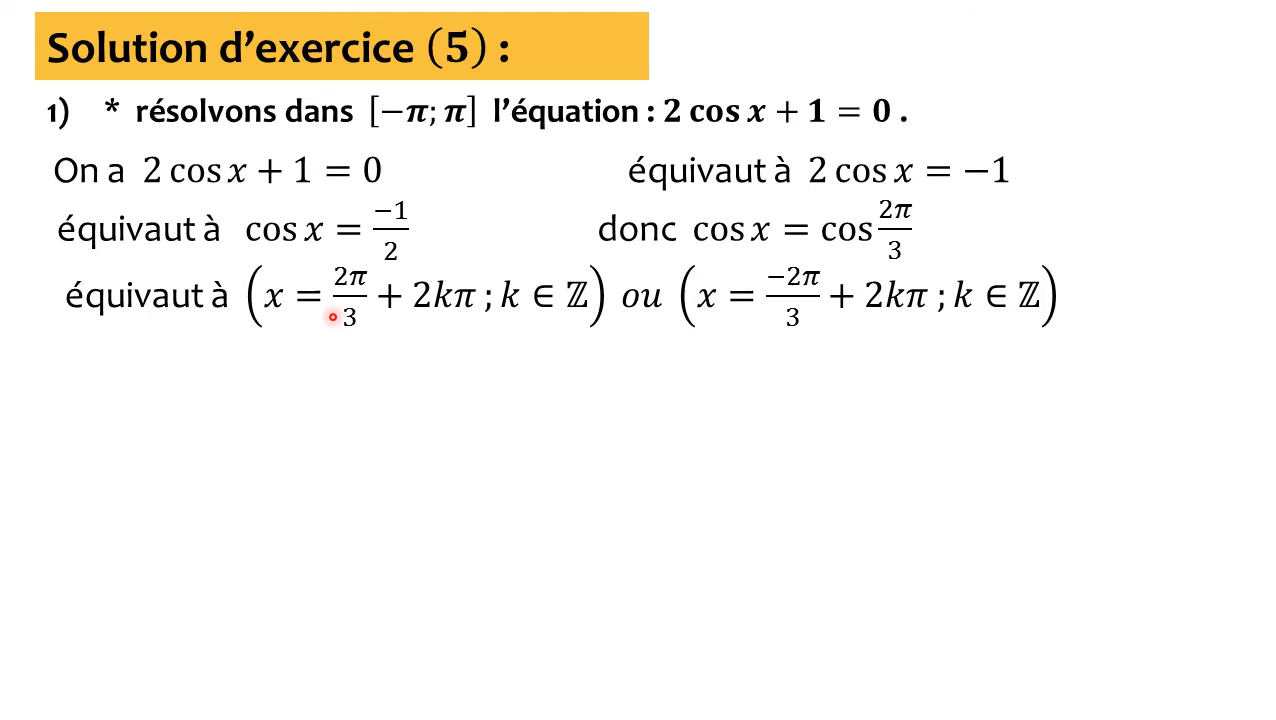 Solution d’exercice (5) :
1) * résolvons dans [−π; π] l’équation : 2 cos x + 1 = 0 .
On a 2 cos x + 1 = 0 équivaut à 2 cos x = −1
équivaut à cos x = −1/2 donc cos x = cos 2π/3
équivaut à (x = 2π/3 + 2kπ ; k ∈ ℤ) ou (x = −2π/3 + 2kπ ; k ∈ ℤ)